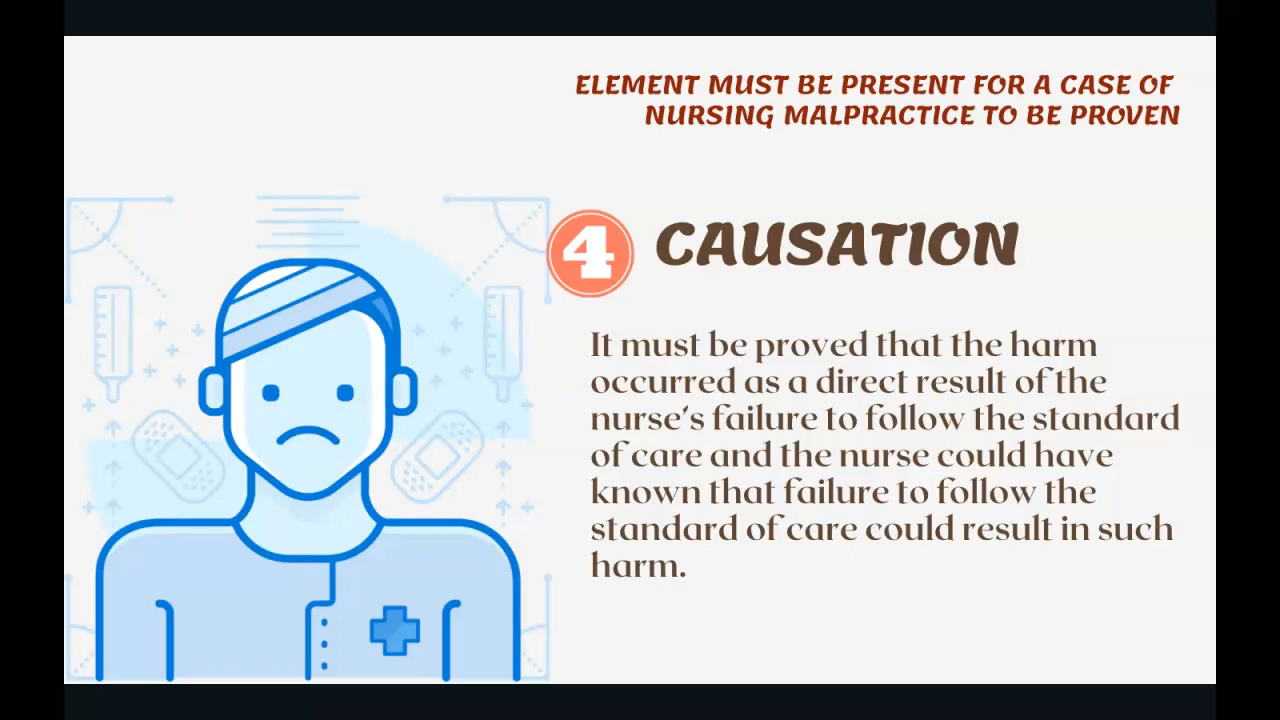 ELEMENT MUST BE PRESENT FOR A CASE OF
NURSING MALPRACTICE TO BE PROVEN
4 CAUSATION
It must be proved that the harm
occurred as a direct result of the
nurse's failure to follow the standard
of care and the nurse could have
known that failure to follow the
standard of care could result in such
harm.